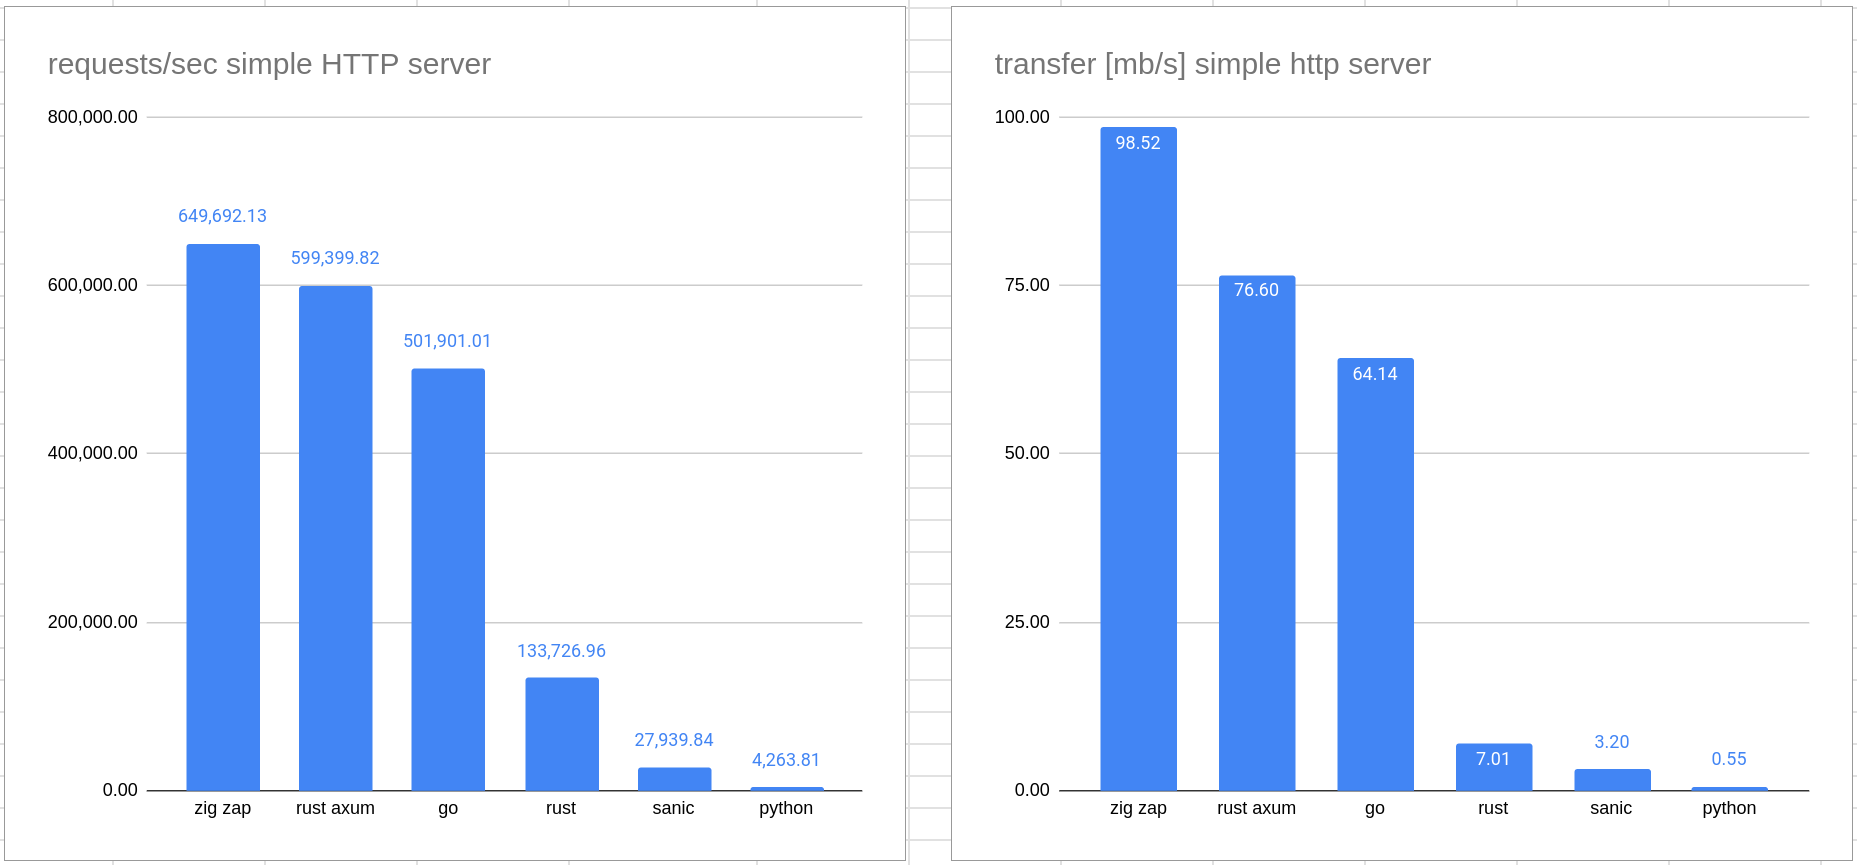 requests/sec simple HTTP server
800,000.00
600,000.00
400,000.00
200,000.00
0.00
649,692.13
599,399.82
501,901.01
133,726.96
27,939.84
4,263.81
zig zap
rust axum
go
rust
sanic
python
transfer [mb/s] simple http server
100.00
75.00
50.00
25.00
0.00
98.52
76.60
64.14
7.01
3.20
0.55
zig zap
rust axum
go
rust
sanic
python